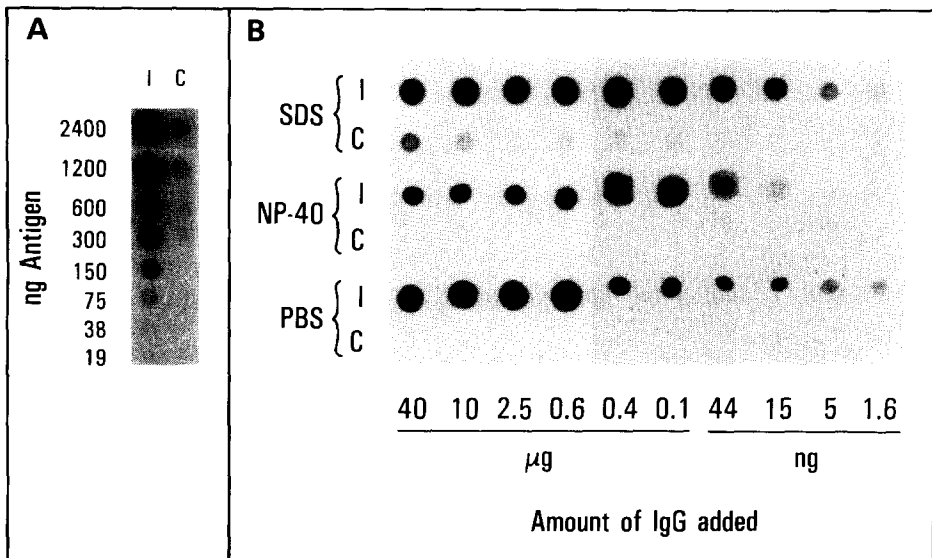 A
I C
ng Antigen
2400
1200
600
300
150
75
38
19
B
SDS
I
C
NP-40
I
C
PBS
I
C
40 10 2.5 0.6 0.4 0.1 44 15 5 1.6
μg ng
Amount of IgG added